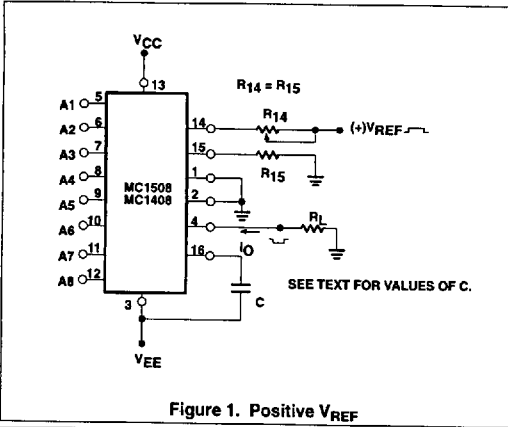 VCC
13
R14 = R15
A1 5
A2 6
A3 7
A4 8
A5 9
A6 10
A7 11
A8 12
MC1508
MC1408
14
15
1
2
4
16
3
R14
(+)VREF
R15
RL
IO
C
SEE TEXT FOR VALUES OF C.
VEE
Figure 1. Positive VREF